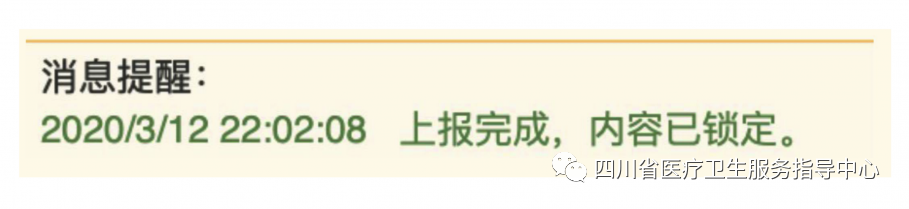 消息提醒：
2020/3/12 22:02:08 上报完成，内容已锁定。
四川省医疗卫生服务指导中心